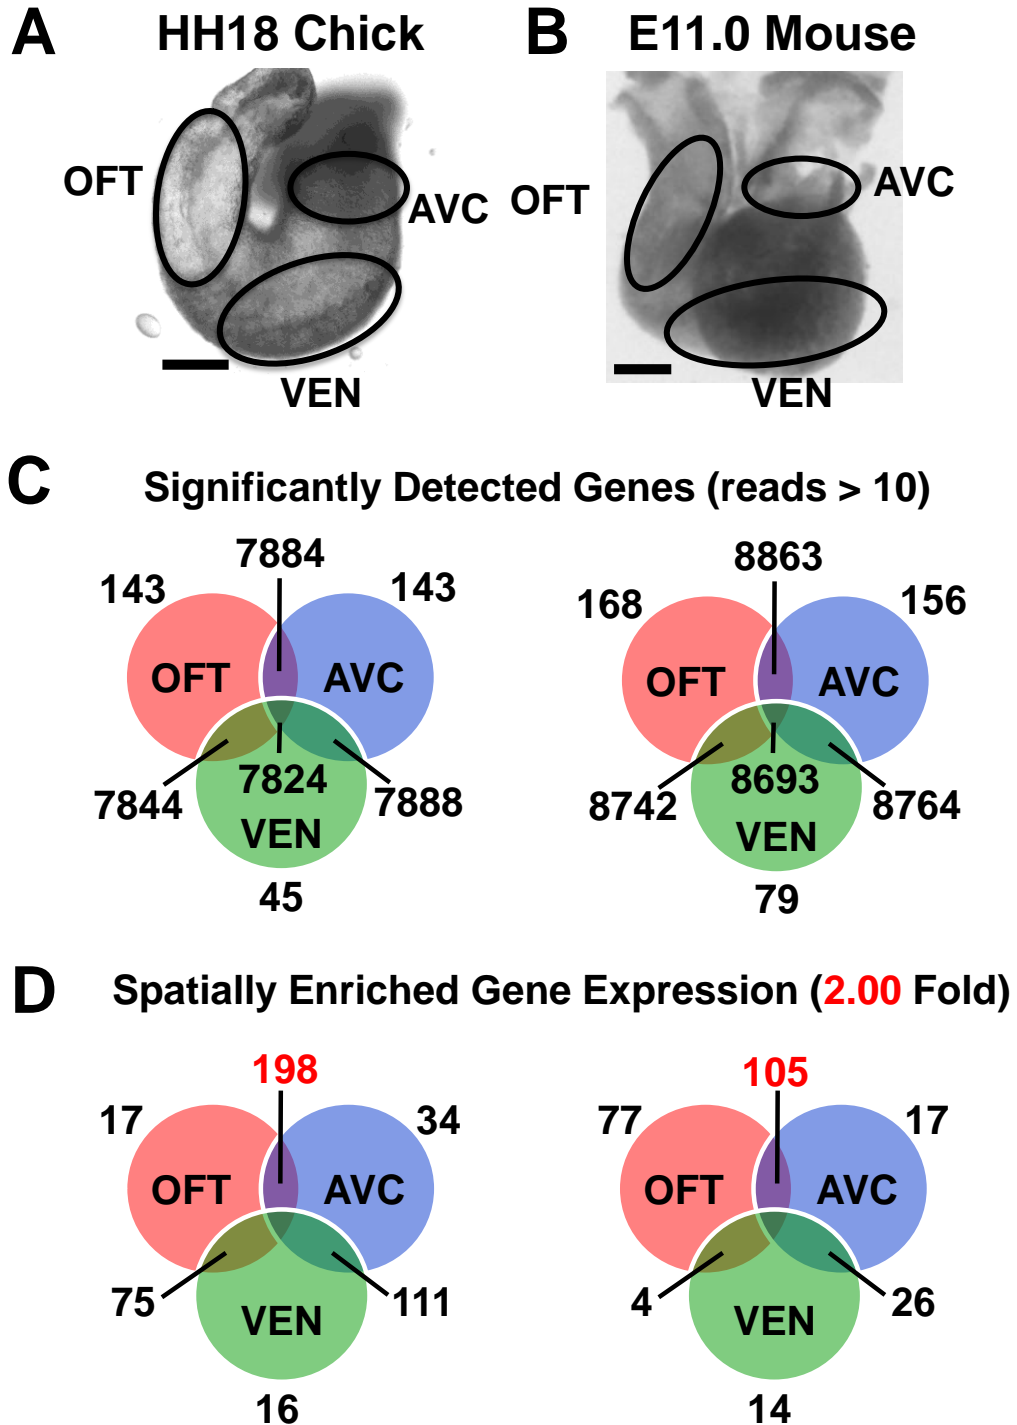 A HH18 Chick
B E11.0 Mouse
OFT
AVC
VEN
OFT
AVC
VEN
C Significantly Detected Genes (reads > 10)
7884
143
143
OFT
AVC
7844
7824
7888
VEN
45
8863
168
156
OFT
AVC
8742
8693
8764
VEN
79
D Spatially Enriched Gene Expression (2.00 Fold)
198
17
34
OFT
AVC
75
111
VEN
16
105
77
17
OFT
AVC
4
26
VEN
14